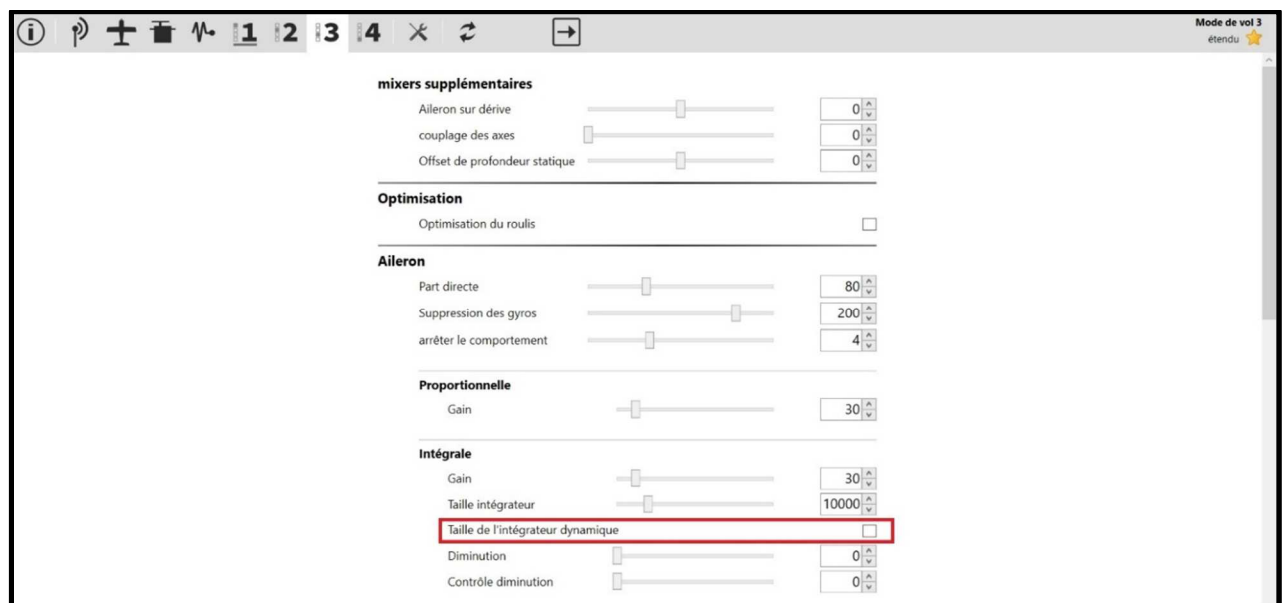 i 1 2 3 4 Mode de vol 3
étendu
mixers supplémentaires
Aileron sur dérive 0
couplage des axes 0
Offset de profondeur statique 0
Optimisation
Optimisation du roulis
Aileron
Part directe 80
Suppression des gyros 200
arrêter le comportement 4
Proportionnelle
Gain 30
Intégrale
Gain 30
Taille intégrateur 10000
Taille de l'intégrateur dynamique
Diminution 0
Contrôle diminution 0